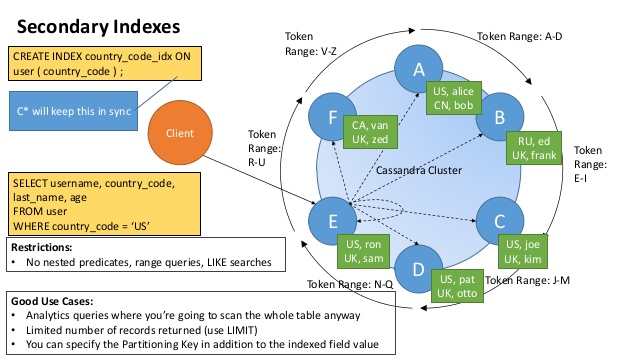 Secondary Indexes
CREATE INDEX country_code_idx ON
user ( country_code ) ;
C* will keep this in sync
Client
SELECT username, country_code,
last_name, age
FROM user
WHERE country_code = ‘US’
Restrictions:
• No nested predicates, range queries, LIKE searches
Good Use Cases:
• Analytics queries where you’re going to scan the whole table anyway
• Limited number of records returned (use LIMIT)
• You can specify the Partitioning Key in addition to the indexed field value
Token
Range: V-Z
Token Range: A-D
Token
Range:
E-I
Token Range: J-M
Token Range: N-Q
Token
Range:
R-U
Cassandra Cluster
A
US, alice
CN, bob
B
RU, ed
UK, frank
C
US, joe
UK, kim
D
US, pat
UK, otto
E
US, ron
UK, sam
F
CA, van
UK, zed